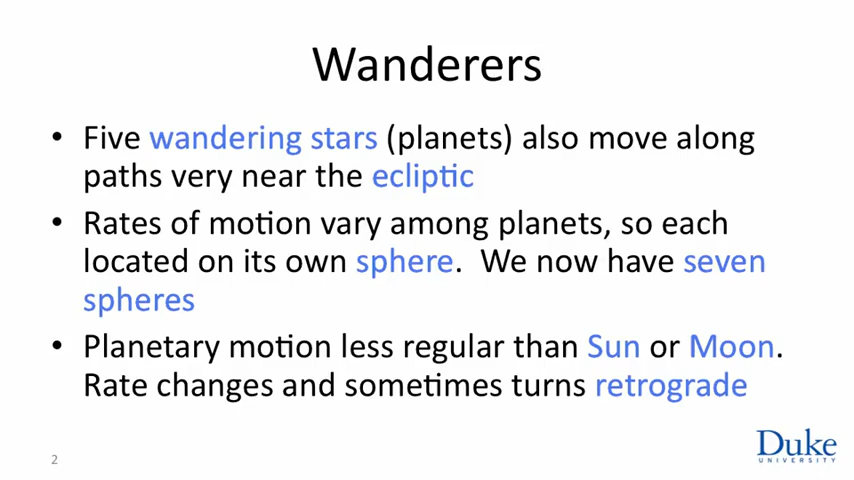 Wanderers
• Five wandering stars (planets) also move along
paths very near the ecliptic
• Rates of motion vary among planets, so each
located on its own sphere.  We now have seven
spheres
• Planetary motion less regular than Sun or Moon.
Rate changes and sometimes turns retrograde
2
Duke
UNIVERSITY